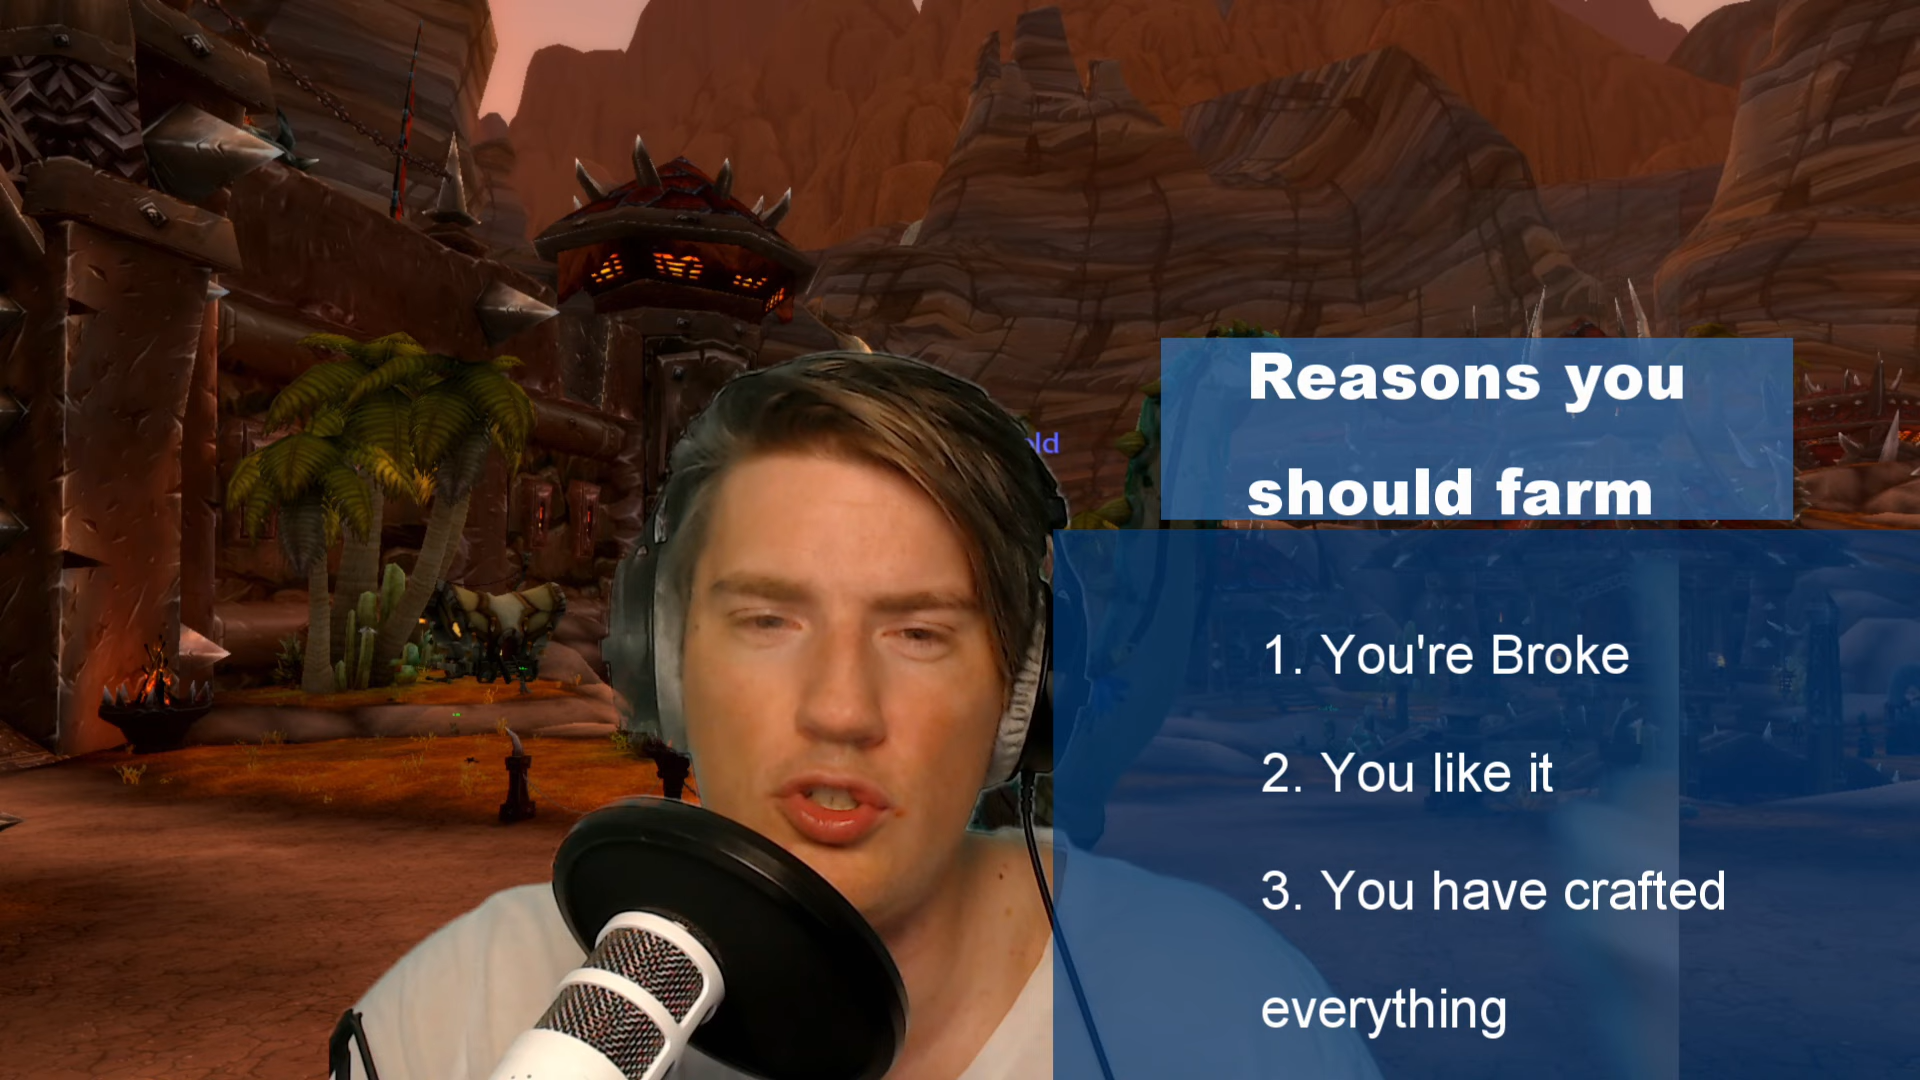 Reasons you
should farm
1. You're Broke
2. You like it
3. You have crafted
everything